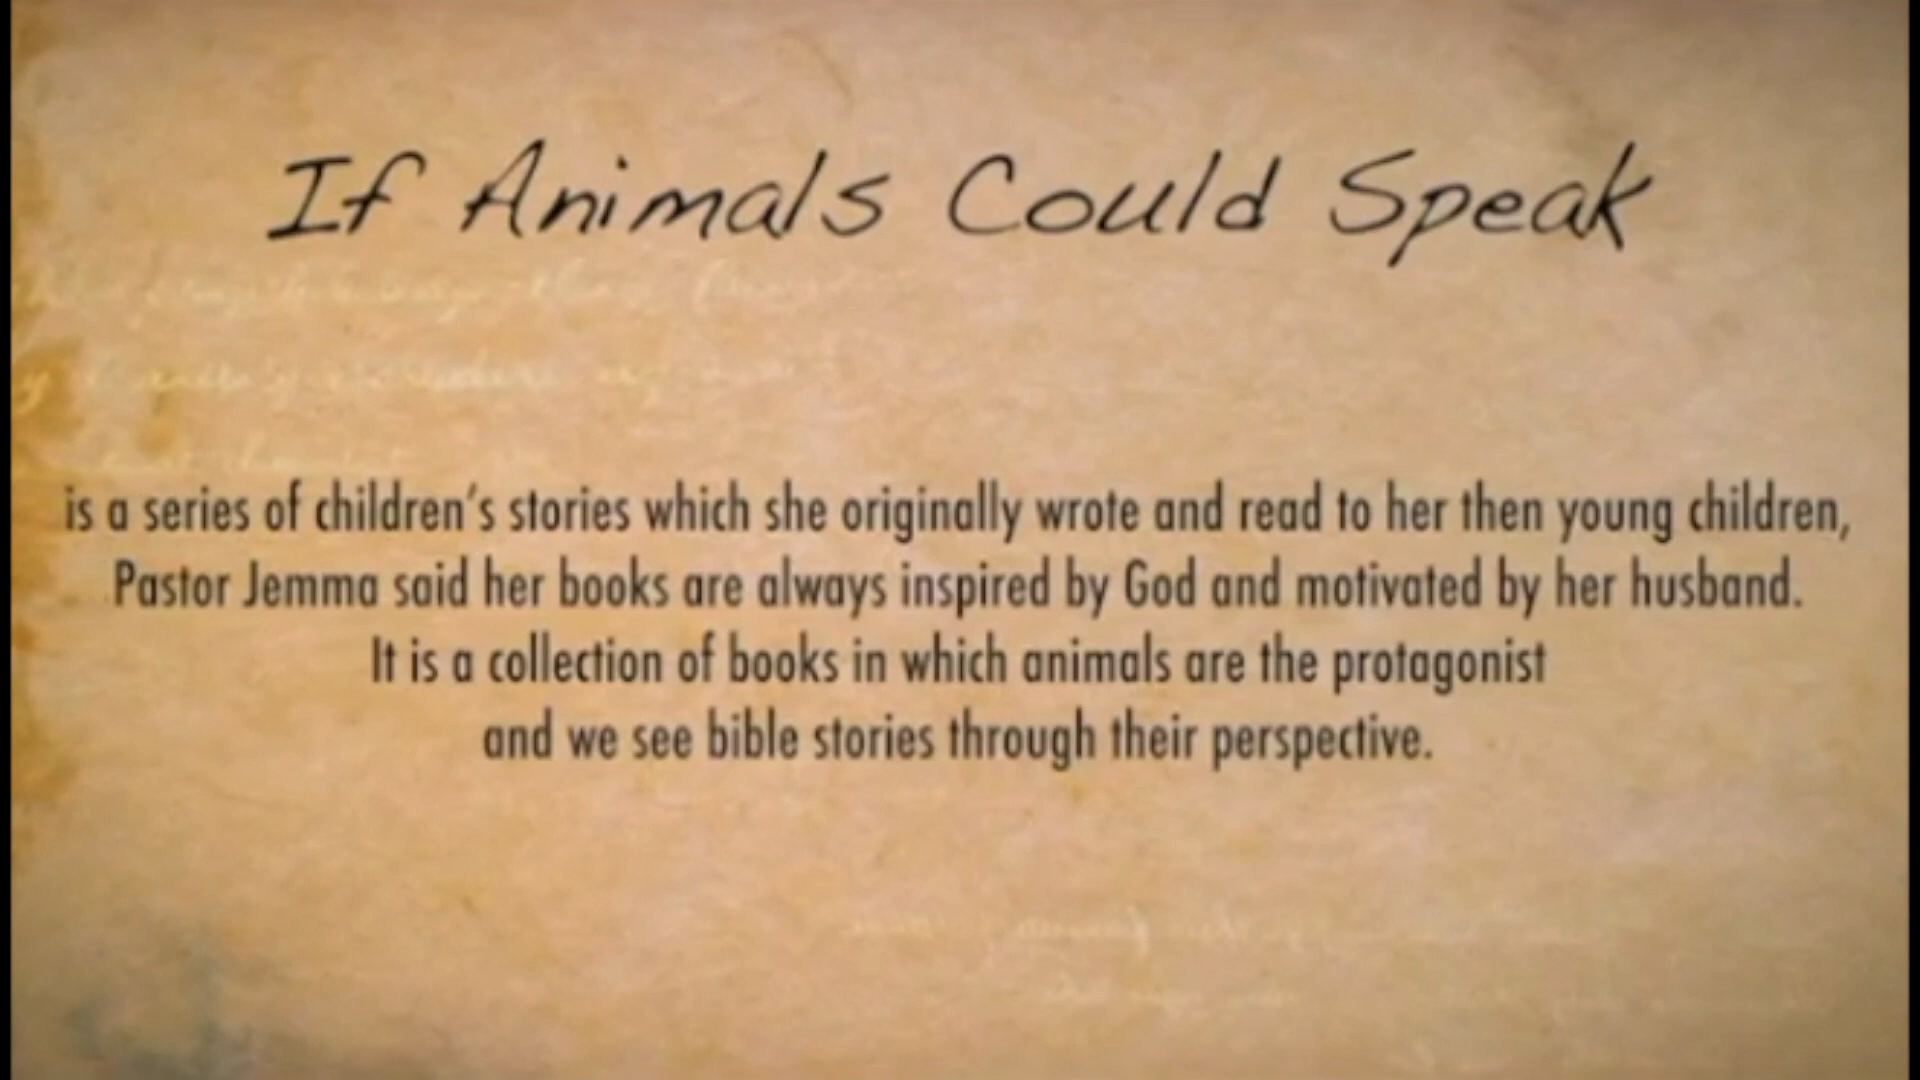 If Animals Could Speak
is a series of children's stories which she originally wrote and read to her then young children,
Pastor Jemma said her books are always inspired by God and motivated by her husband.
It is a collection of books in which animals are the protagonist
and we see bible stories through their perspective.